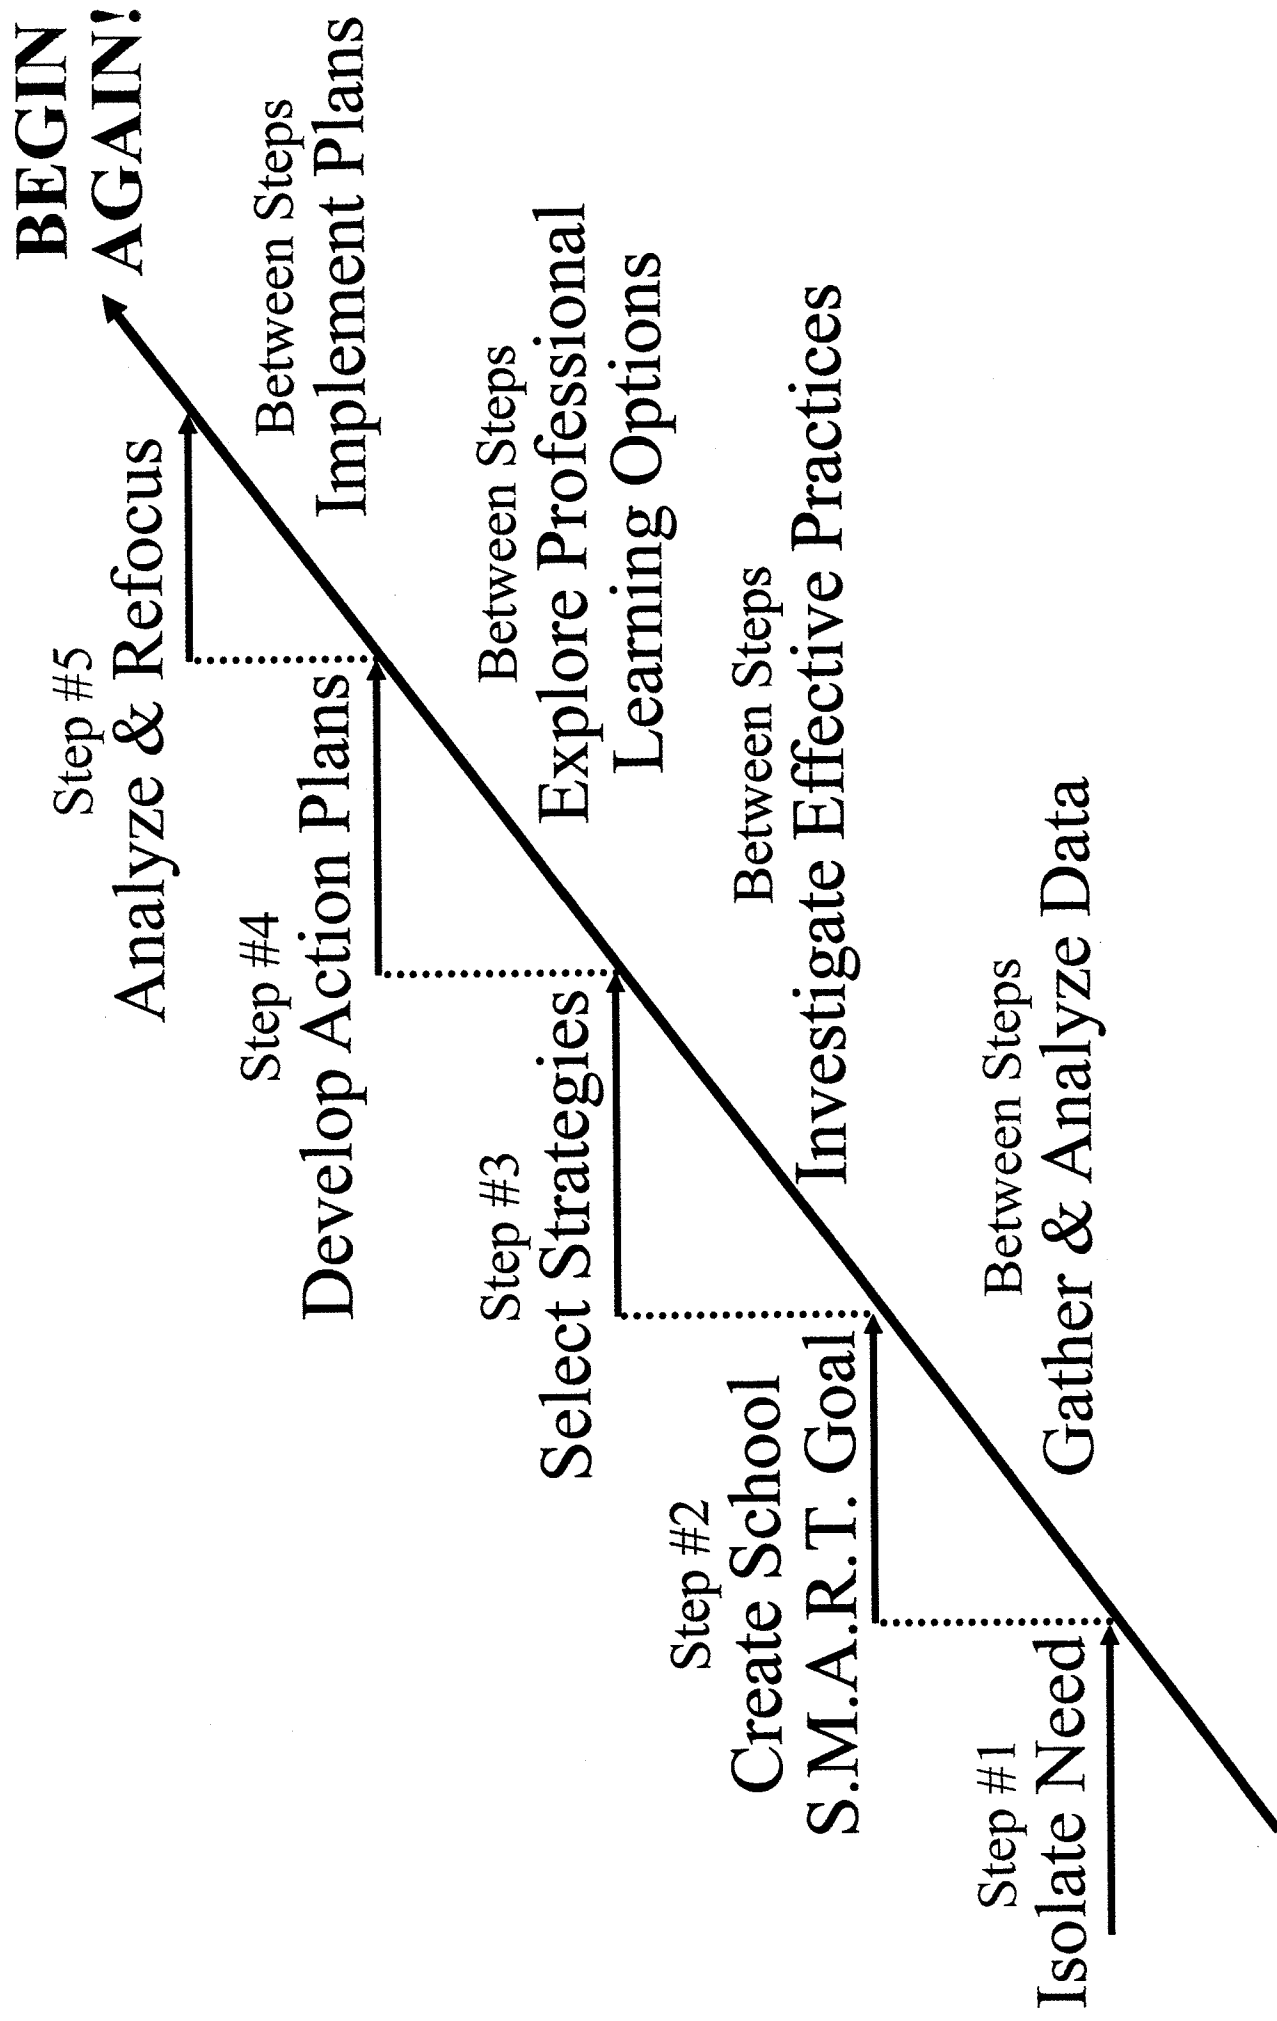 BEGIN
AGAIN!
Step #5
Analyze & Refocus
Between Steps
Implement Plans
Step #4
Develop Action Plans
Between Steps
Explore Professional
Learning Options
Step #3
Select Strategies
Between Steps
Investigate Effective Practices
Step #2
Create School
S.M.A.R.T. Goal
Between Steps
Gather & Analyze Data
Step #1
Isolate Need